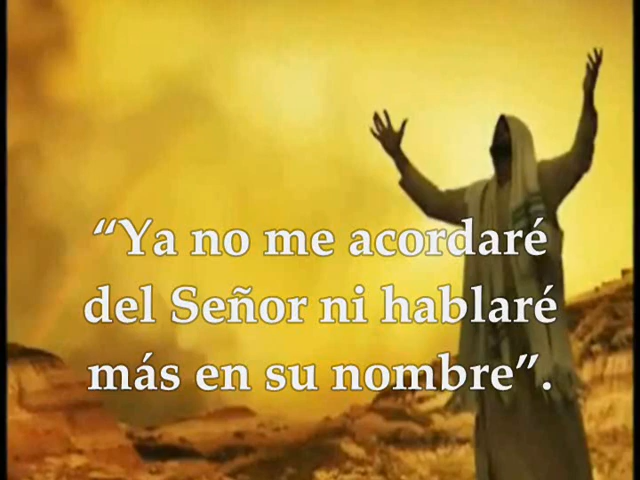 “Ya no me acordaré
del Señor ni hablaré
más en su nombre”.